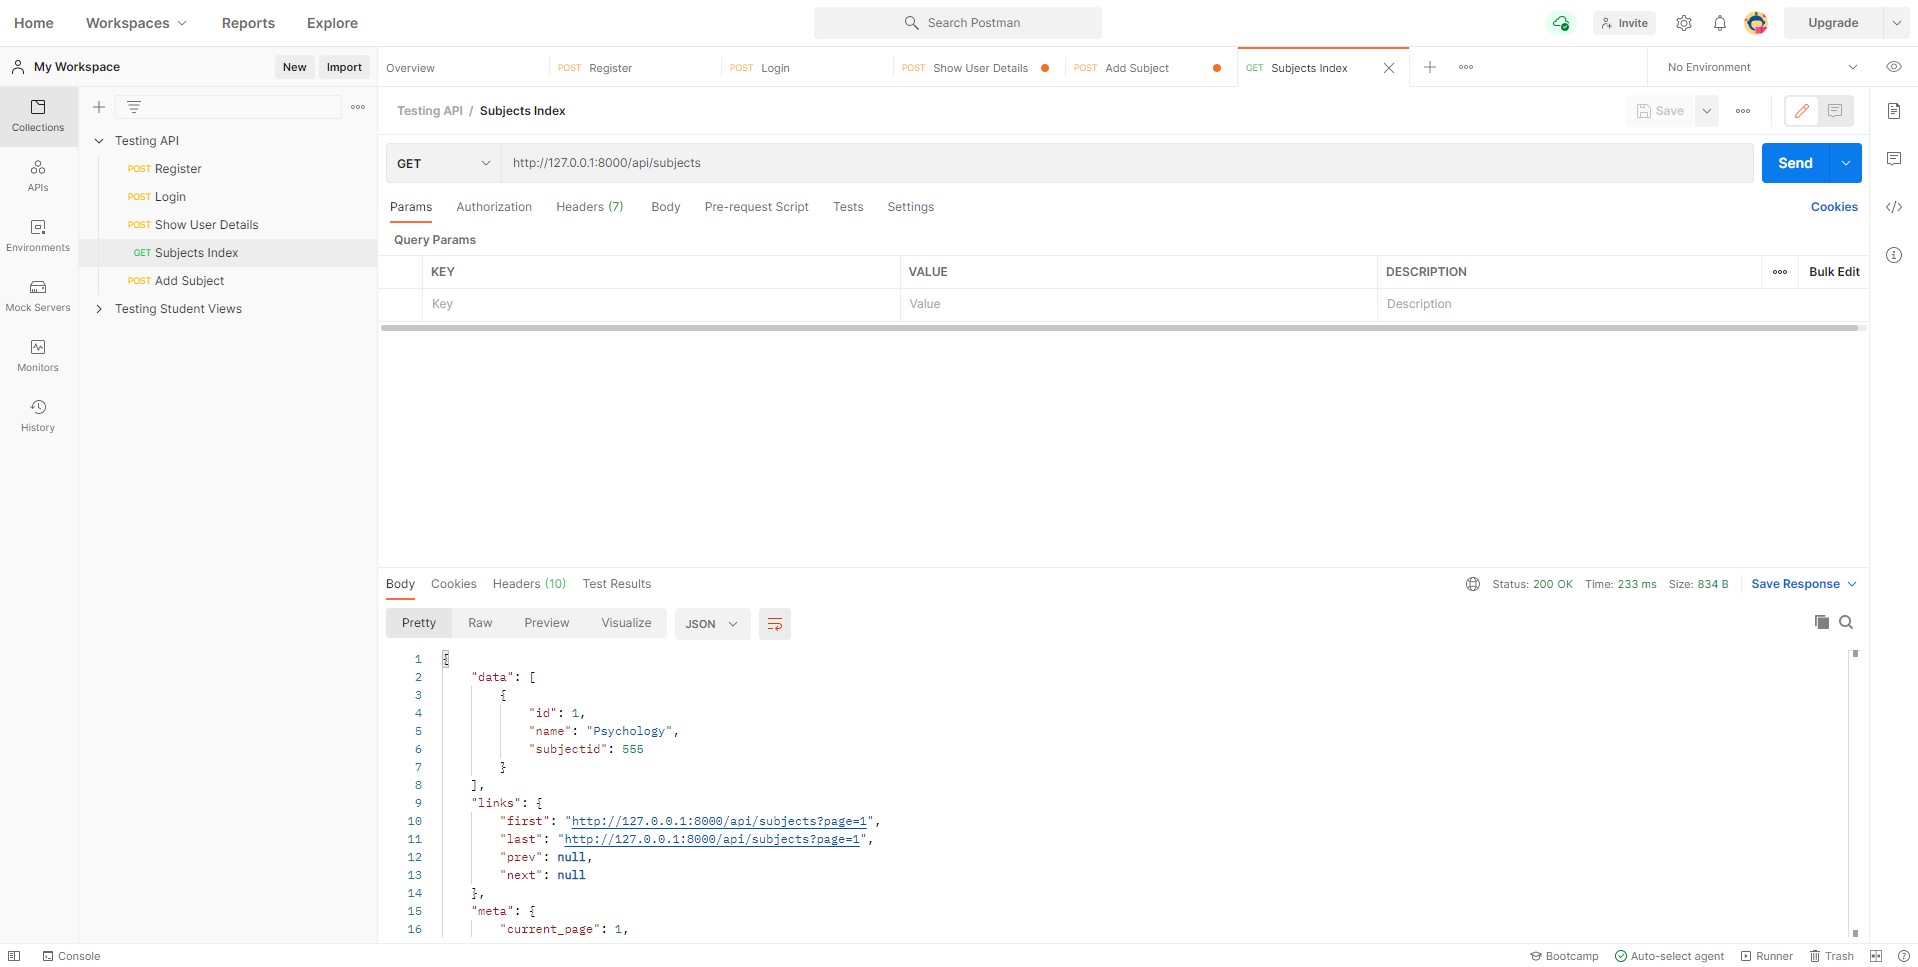 Home Workspaces Reports Explore Search Postman Invite Upgrade
My Workspace New Import Overview POST Register POST Login POST Show User Details POST Add Subject GET Subjects Index No Environment
Collections
APIs
Environments
Mock Servers
Monitors
History
Testing API
POST Register
POST Login
POST Show User Details
GET Subjects Index
POST Add Subject
Testing Student Views
Testing API / Subjects Index Save
GET http://127.0.0.1:8000/api/subjects Send
Params Authorization Headers (7) Body Pre-request Script Tests Settings Cookies
Query Params
KEY VALUE DESCRIPTION Bulk Edit
Key Value Description
Body Cookies Headers (10) Test Results Status: 200 OK Time: 233 ms Size: 834 B Save Response
Pretty Raw Preview Visualize JSON
1 {
2 "data": [
3 {
4 "id": 1,
5 "name": "Psychology",
6 "subjectid": 555
7 }
8 ],
9 "links": {
10 "first": "http://127.0.0.1:8000/api/subjects?page=1",
11 "last": "http://127.0.0.1:8000/api/subjects?page=1",
12 "prev": null,
13 "next": null
14 },
15 "meta": {
16 "current_page": 1,
Console Bootcamp Auto-select agent Runner Trash